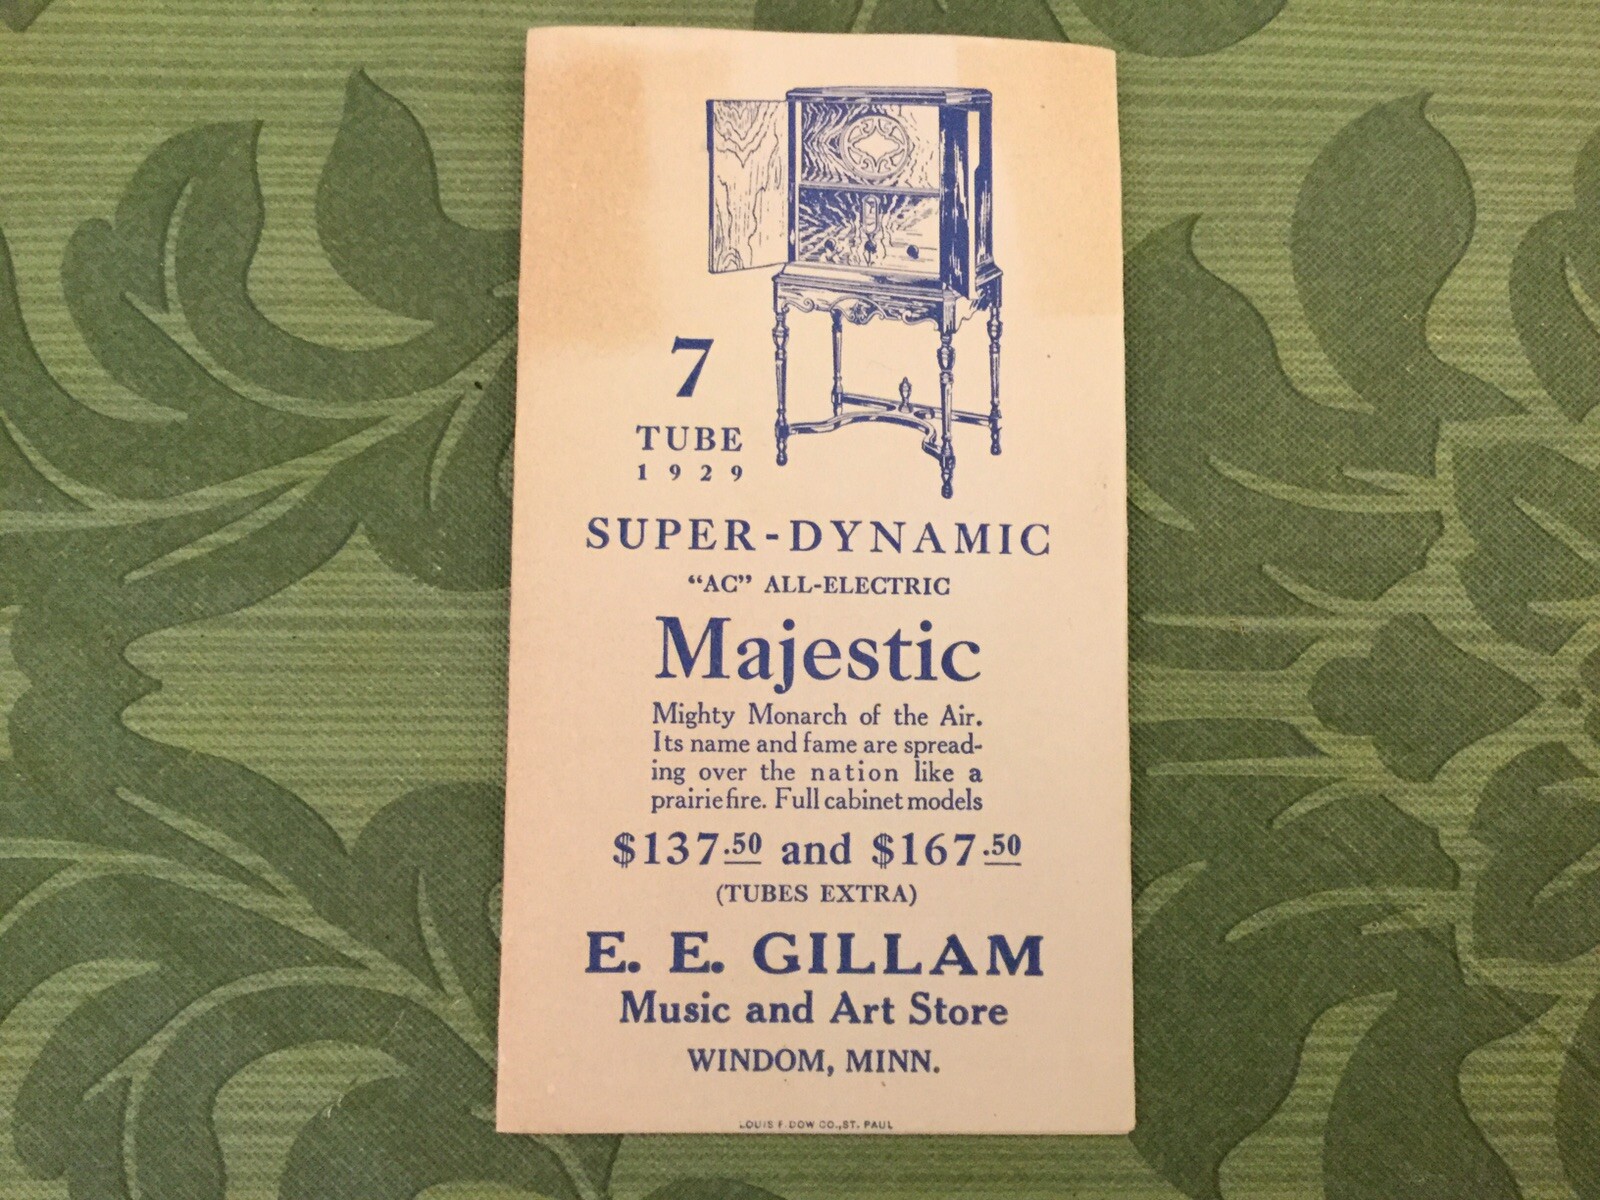 7
TUBE
1929
SUPER-DYNAMIC
"AC" ALL-ELECTRIC
Majestic
Mighty Monarch of the Air.
Its name and fame are spread-
ing over the nation like a
prairie fire. Full cabinet models
$137.50 and $167.50
(TUBES EXTRA)
E. E. GILLAM
Music and Art Store
WINDOM, MINN.
LOUIS F. DOW CO., ST. PAUL